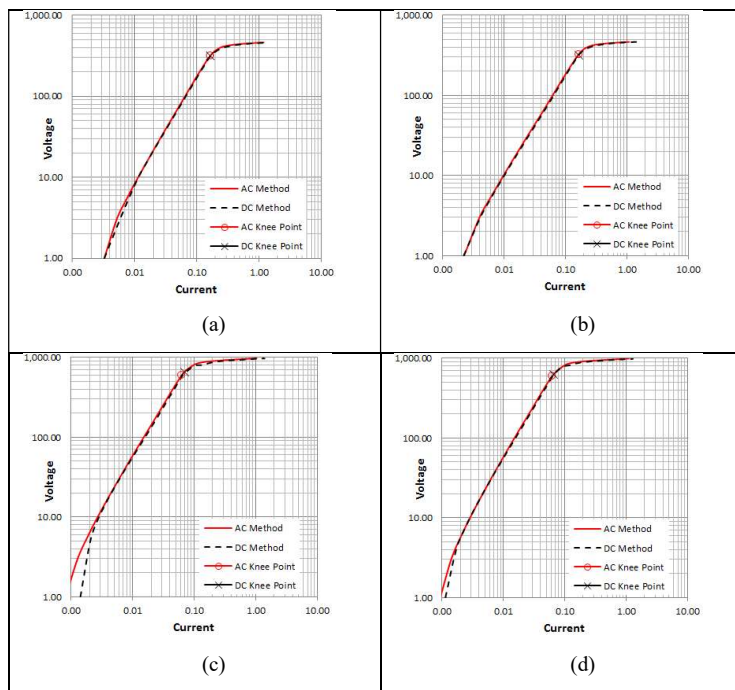 1,000.00
100.00
10.00
1.00
Voltage
0.00 0.01 0.10 1.00 10.00
Current
AC Method
DC Method
AC Knee Point
DC Knee Point
(a)
1,000.00
100.00
10.00
1.00
Voltage
0.00 0.01 0.10 1.00 10.00
Current
AC Method
DC Method
AC Knee Point
DC Knee Point
(b)
1,000.00
100.00
10.00
1.00
Voltage
0.00 0.01 0.10 1.00 10.00
Current
AC Method
DC Method
AC Knee Point
DC Knee Point
(c)
1,000.00
100.00
10.00
1.00
Voltage
0.00 0.01 0.10 1.00 10.00
Current
AC Method
DC Method
AC Knee Point
DC Knee Point
(d)